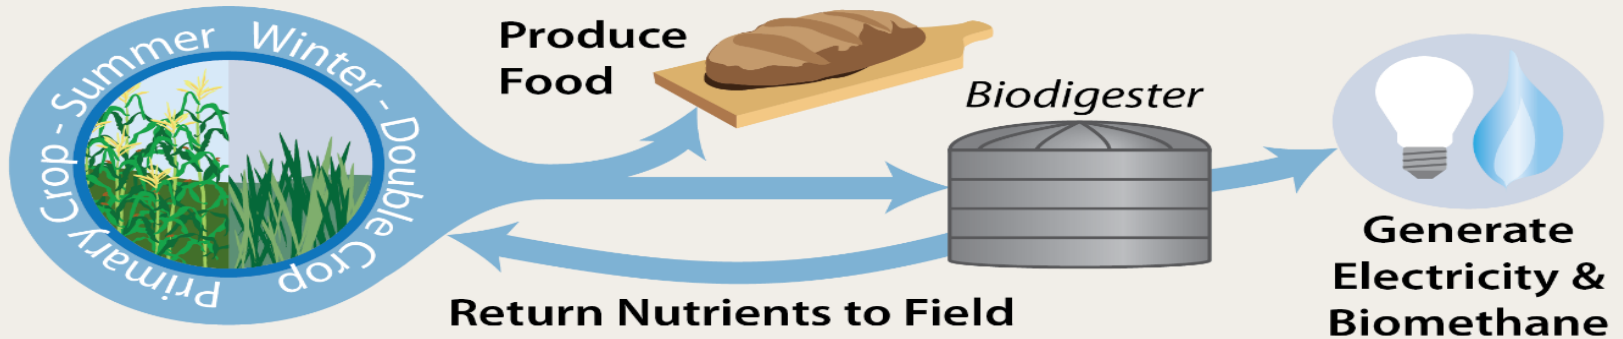 Primary Crop - Summer
Winter - Double Crop
Produce
Food
Biodigester
Return Nutrients to Field
Generate
Electricity &
Biomethane